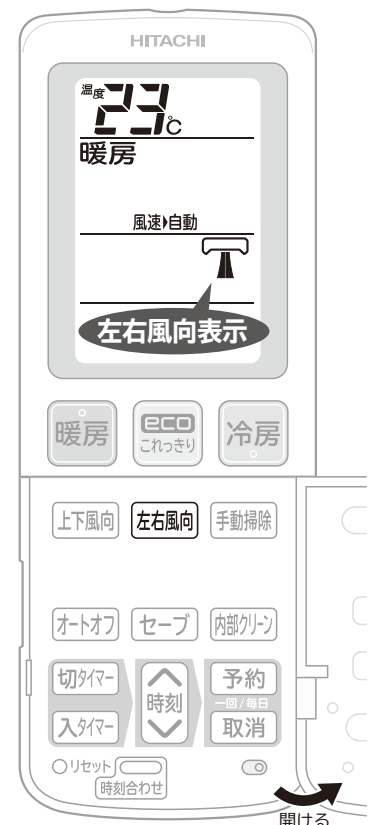 HITACHI
温度23℃
暖房
風速▶自動
左右風向表示
暖房
eco
これっきり
冷房
上下風向 左右風向 手動掃除
オートオフ セーブ 内部クリーン
切タイマー 時刻 予約
一回/毎日
入タイマー 取消
リセット
時刻合わせ
開ける